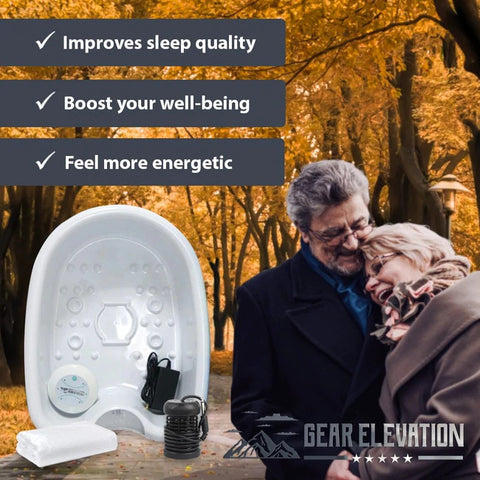 ✓ Improves sleep quality
✓ Boost your well-being
✓ Feel more energetic
GEAR ELEVATION
★★★★★